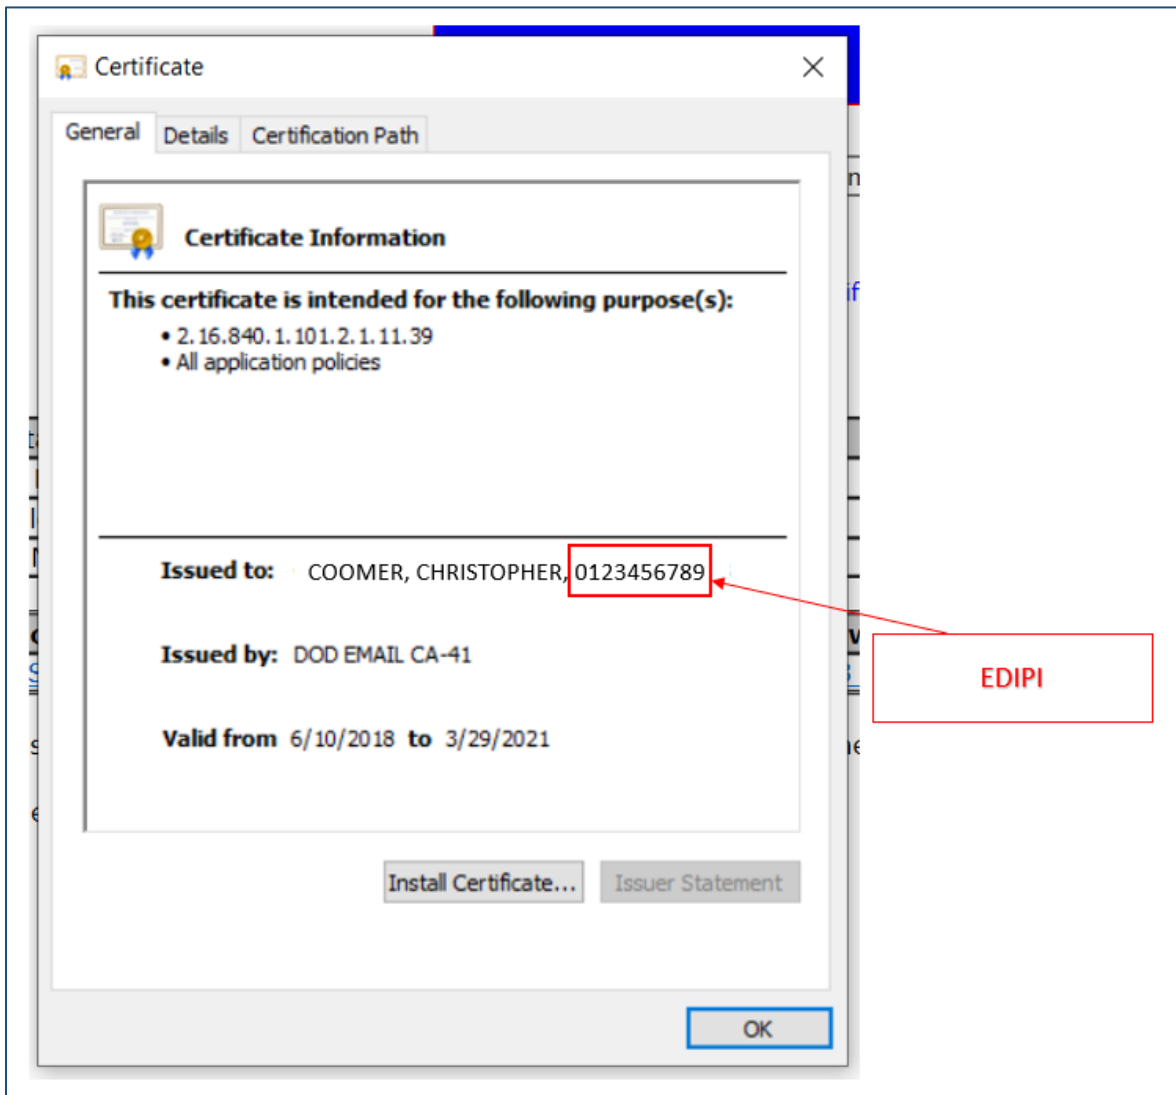 Certificate
General Details Certification Path
Certificate Information
This certificate is intended for the following purpose(s):
• 2.16.840.1.101.2.1.11.39
• All application policies
Issued to: COOMER, CHRISTOPHER, 0123456789
EDIPI
Issued by: DOD EMAIL CA-41
Valid from 6/10/2018 to 3/29/2021
Install Certificate... Issuer Statement
OK